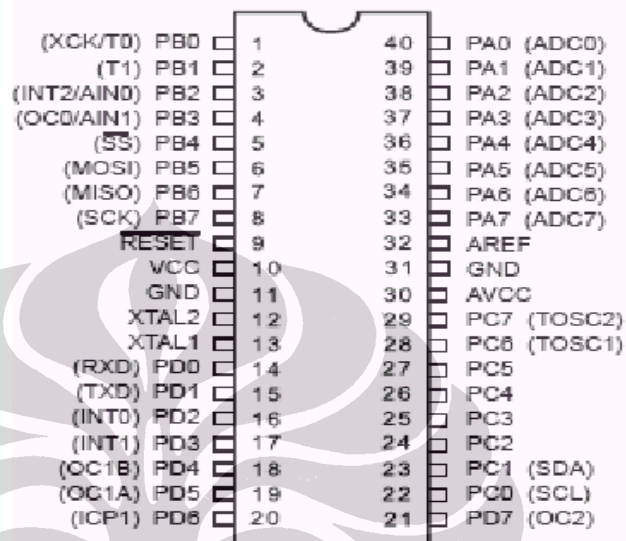 (XCK/T0) PB0 1 40 PA0 (ADC0)
(T1) PB1 2 39 PA1 (ADC1)
(INT2/AIN0) PB2 3 38 PA2 (ADC2)
(OC0/AIN1) PB3 4 37 PA3 (ADC3)
(SS) PB4 5 36 PA4 (ADC4)
(MOSI) PB5 6 35 PA5 (ADC5)
(MISO) PB6 7 34 PA6 (ADC6)
(SCK) PB7 8 33 PA7 (ADC7)
RESET 9 32 AREF
VCC 10 31 GND
GND 11 30 AVCC
XTAL2 12 29 PC7 (TOSC2)
XTAL1 13 28 PC6 (TOSC1)
(RXD) PD0 14 27 PC5
(TXD) PD1 15 26 PC4
(INT0) PD2 16 25 PC3
(INT1) PD3 17 24 PC2
(OC1B) PD4 18 23 PC1 (SDA)
(OC1A) PD5 19 22 PC0 (SCL)
(ICP1) PD6 20 21 PD7 (OC2)